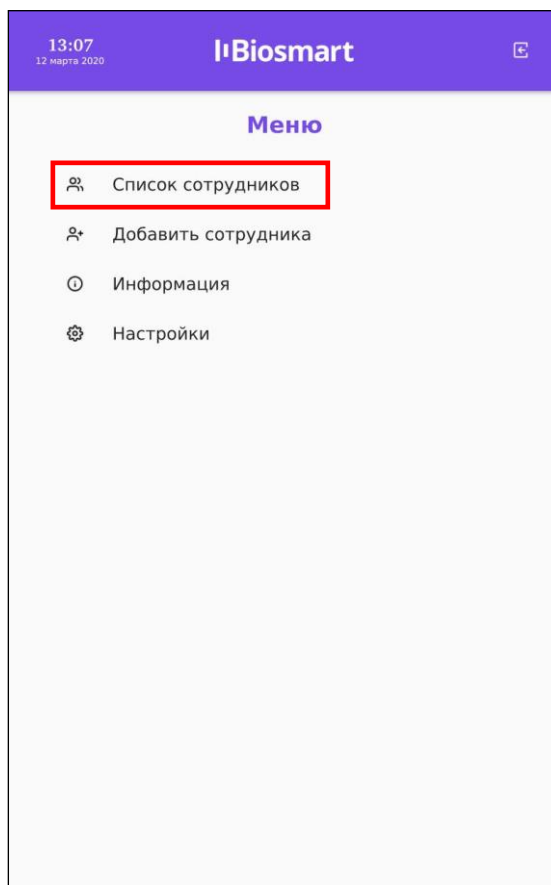 13:07
12 марта 2020
Biosmart
Меню
Список сотрудников
Добавить сотрудника
Информация
Настройки